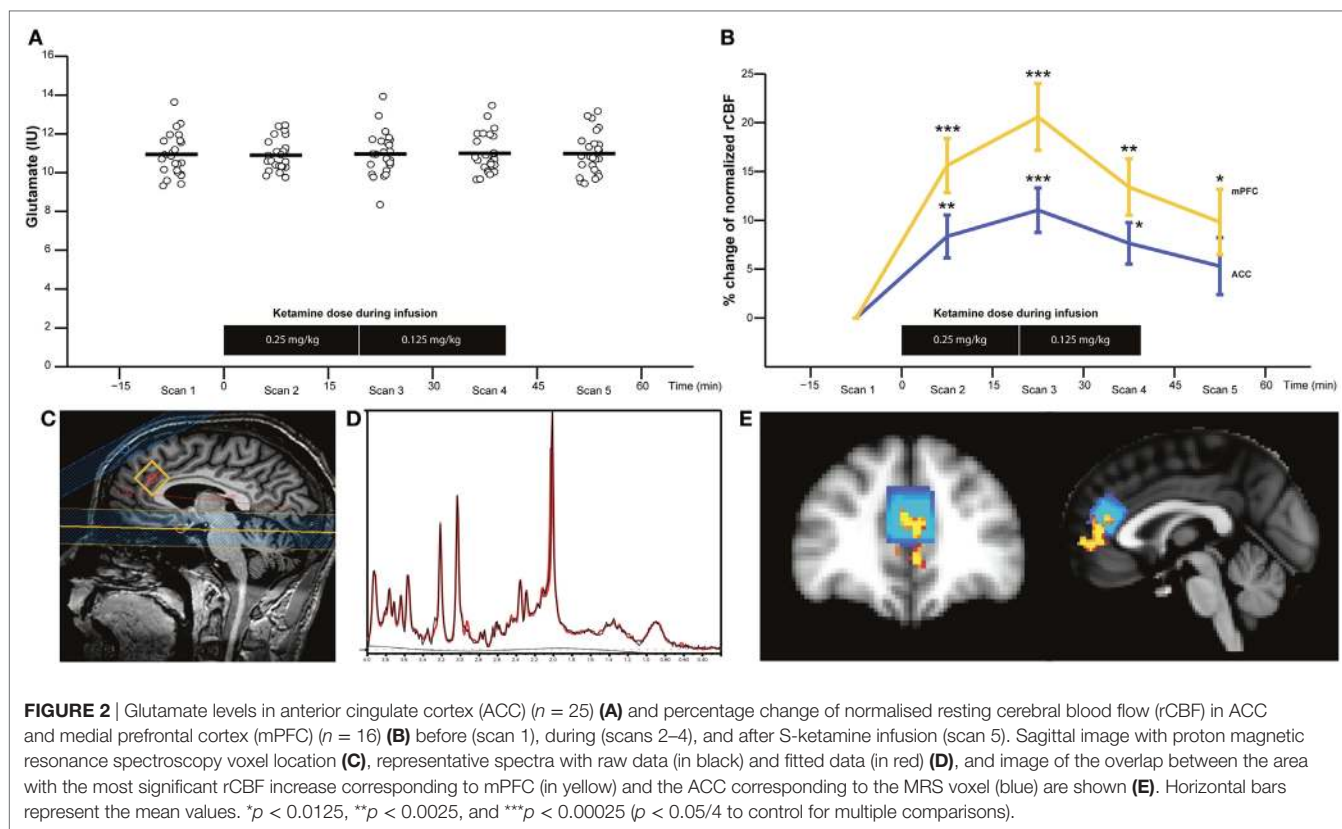 A
16
14
12
10
8
6
4
2
0
Glutamate (IU)
Ketamine dose during infusion
0.25 mg/kg
0.125 mg/kg
−15
Scan 1
0
Scan 2
15
Scan 3
30
Scan 4
45
Scan 5
60
Time (min)
B
25
20
15
10
5
0
% change of normalized rCBF
***
***
**
*
mPFC
**
***
*
ACC
Ketamine dose during infusion
0.25 mg/kg
0.125 mg/kg
−15
Scan 1
0
Scan 2
15
Scan 3
30
Scan 4
45
Scan 5
60
Time (min)
C
D
E
FIGURE 2 | Glutamate levels in anterior cingulate cortex (ACC) (n = 25) (A) and percentage change of normalised resting cerebral blood flow (rCBF) in ACC
and medial prefrontal cortex (mPFC) (n = 16) (B) before (scan 1), during (scans 2–4), and after S-ketamine infusion (scan 5). Sagittal image with proton magnetic
resonance spectroscopy voxel location (C), representative spectra with raw data (in black) and fitted data (in red) (D), and image of the overlap between the area
with the most significant rCBF increase corresponding to mPFC (in yellow) and the ACC corresponding to the MRS voxel (blue) are shown (E). Horizontal bars
represent the mean values. *p < 0.0125, **p < 0.0025, and ***p < 0.00025 (p < 0.05/4 to control for multiple comparisons).